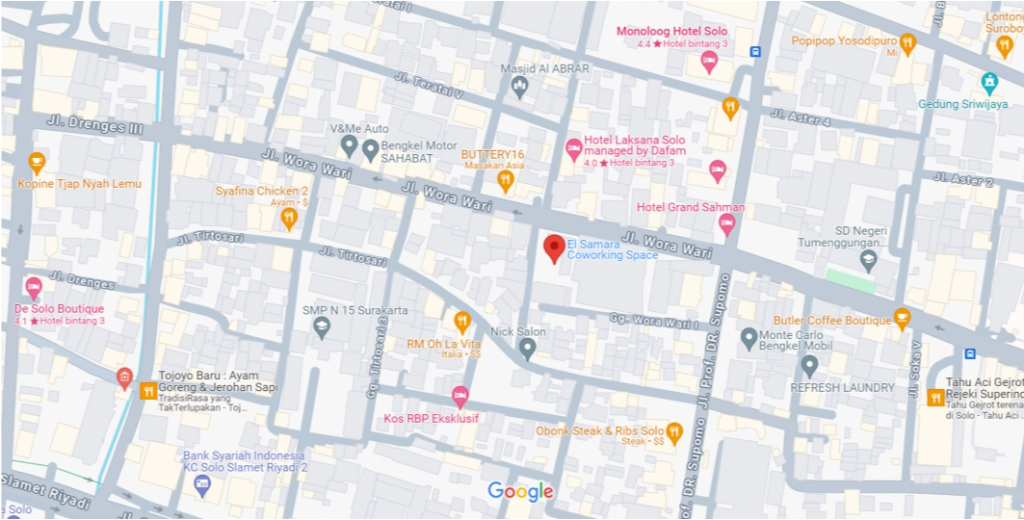 Teratai I
Monoloog Hotel Solo
4.4 ★ Hotel bintang 3
Popipop Yosodipuro
Mi
Jl. B
Lontong
Surobo
Gedung Sriwijaya
Masjid Al ABRAR
Jl. Teratai V
Jl. Aster 4
Jl. Drenges III
V&Me Auto
Bengkel Motor
SAHABAT
Hotel Laksana Solo
managed by Dafam
4.0 ★ Hotel bintang 3
BUTTERY16
Masakan Asia
Jl. Wora Wari
Jl. Wora Wari
Jl. Aster 2
Kopine Tjap Nyah Lemu
Syafina Chicken 2
Ayam • $
Hotel Grand Sahman
Jl. Wora Wari
SD Negeri
Tumenggungan...
El Samara
Coworking Space
Jl. Tirtosari
Jl. Tirtosari
Jl. Drenges
De Solo Boutique
4.1 ★ Hotel bintang 3
SMP N 15 Surakarta
Gg. Tirtosari 3
RM Oh La Vita
Italia • $$
Nick Salon
Gg. Wora Wari I
Jl. Prof. DR. Supomo
Butler Coffee Boutique
Monte Carlo
Bengkel Mobil
REFRESH LAUNDRY
Jl. Soka V
Tojoyo Baru : Ayam
Goreng & Jerohan Sapi
TradisiRasa yang
TakTerlupakan - Toj...
Kos RBP Eksklusif
Obonk Steak & Ribs Solo
Steak • $$
Tahu Aci Gejrot
Rejeki Superind
Tahu Gejrot terena
di Solo - Tahu Aci ...
Bank Syariah Indonesia
KC Solo Slamet Riyadi 2
Slamet Riyadi
a Solo
Jl.
Prof. DR. Supomo
Google